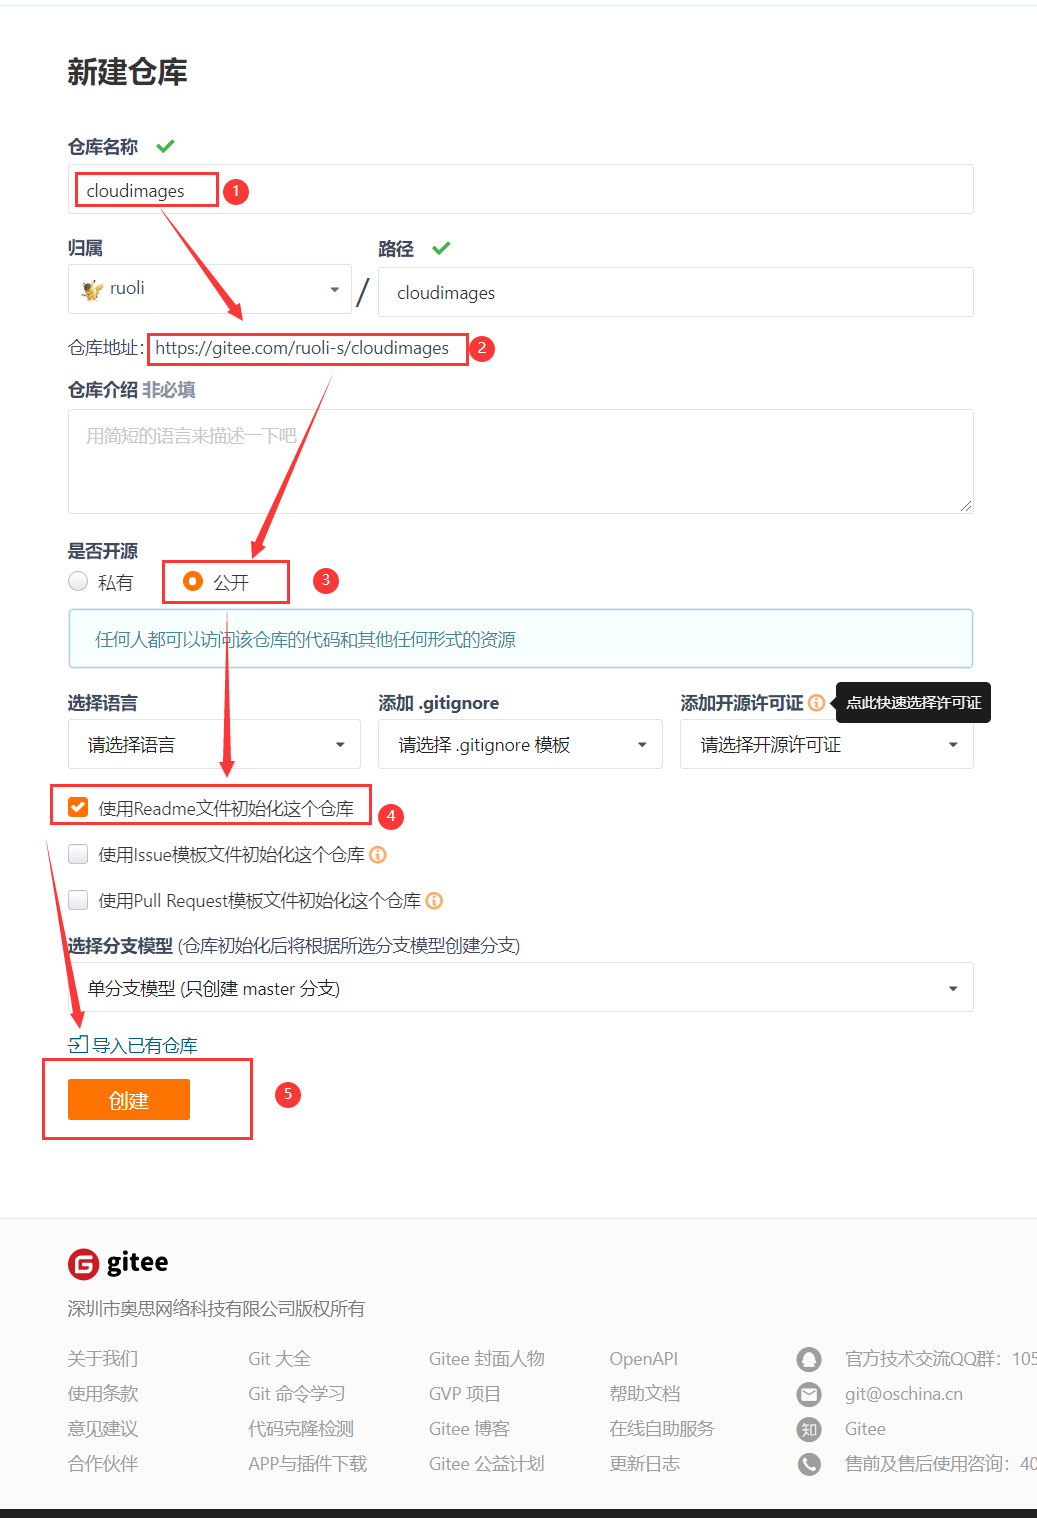 新建仓库
仓库名称
cloudimages 1
归属
路径
ruoli / cloudimages
仓库地址: https://gitee.com/ruoli-s/cloudimages 2
仓库介绍 非必填
用简短的语言来描述一下吧
是否开源
私有 公开 3
任何人都可以访问该仓库的代码和其他任何形式的资源
选择语言 添加 .gitignore 添加开源许可证 点此快速选择许可证
请选择语言 请选择 .gitignore 模板 请选择开源许可证
使用Readme文件初始化这个仓库 4
使用Issue模板文件初始化这个仓库
使用Pull Request模板文件初始化这个仓库
选择分支模型 (仓库初始化后将根据所选分支模型创建分支)
单分支模型 (只创建 master 分支)
导入已有仓库
创建 5
gitee
深圳市奥思网络科技有限公司版权所有
关于我们 Git 大全 Gitee 封面人物 OpenAPI 官方技术交流QQ群：105
使用条款 Git 命令学习 GVP 项目 帮助文档 git@oschina.cn
意见建议 代码克隆检测 Gitee 博客 在线自助服务 知 Gitee
合作伙伴 APP与插件下载 Gitee 公益计划 更新日志 售前及售后使用咨询：40